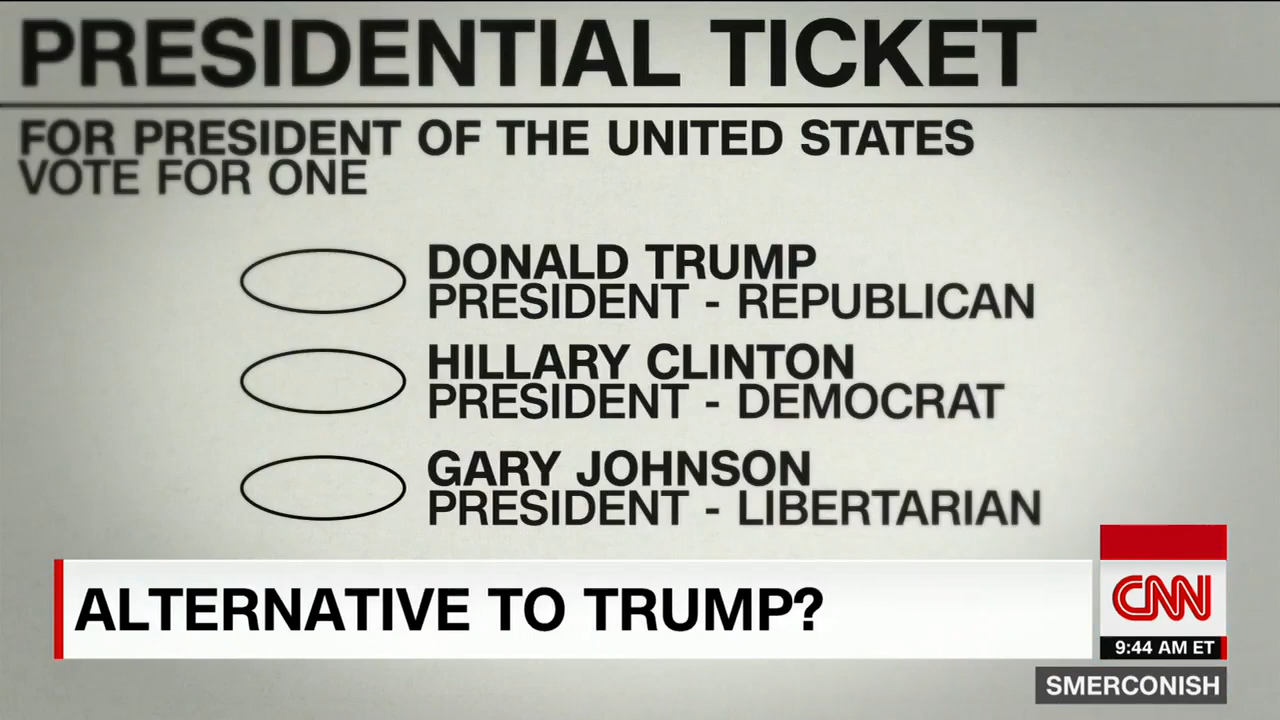 PRESIDENTIAL TICKET
FOR PRESIDENT OF THE UNITED STATES
VOTE FOR ONE
DONALD TRUMP
PRESIDENT - REPUBLICAN
HILLARY CLINTON
PRESIDENT - DEMOCRAT
GARY JOHNSON
PRESIDENT - LIBERTARIAN
ALTERNATIVE TO TRUMP?
CNN
9:44 AM ET
SMERCONISH